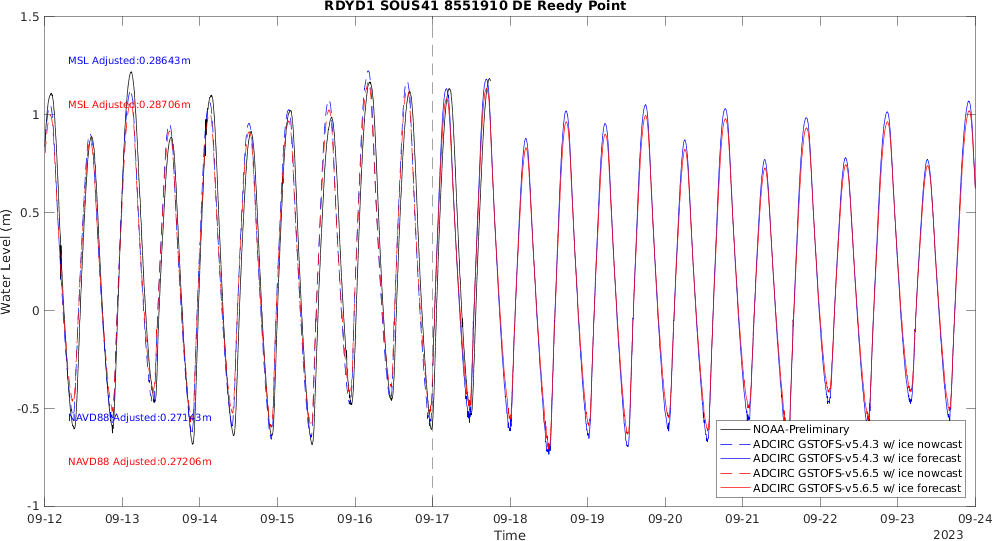 RDYD1 SOUS41 8551910 DE Reedy Point
1.5
1
0.5
0
-0.5
-1
Water Level (m)
MSL Adjusted:0.28643m
MSL Adjusted:0.28706m
NAVD88 Adjusted:0.27143m
NAVD88 Adjusted:0.27206m
NOAA-Preliminary
ADCIRC GSTOFS-v5.4.3 w/ ice nowcast
ADCIRC GSTOFS-v5.4.3 w/ ice forecast
ADCIRC GSTOFS-v5.6.5 w/ ice nowcast
ADCIRC GSTOFS-v5.6.5 w/ ice forecast
09-12 09-13 09-14 09-15 09-16 09-17 09-18 09-19 09-20 09-21 09-22 09-23 09-24
Time
2023